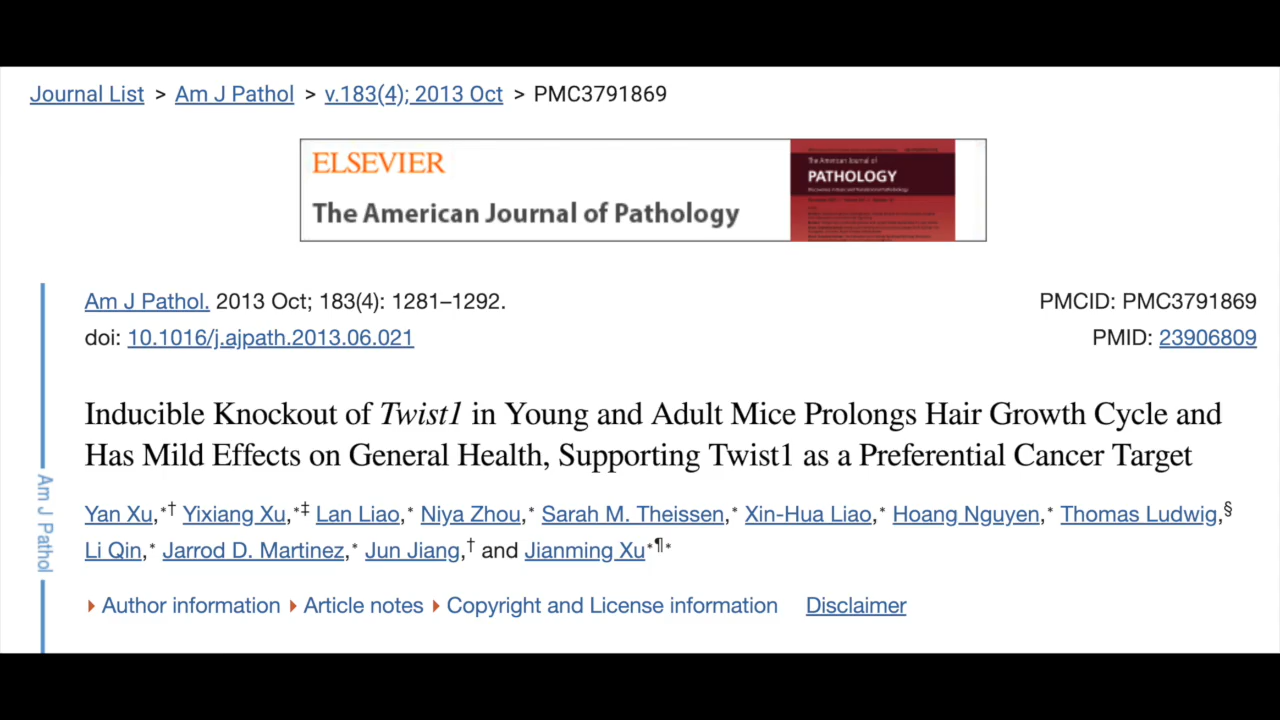 Journal List > Am J Pathol > v.183(4); 2013 Oct > PMC3791869
ELSEVIER
The American Journal of Pathology
The American Journal of
PATHOLOGY
Am J Pathol. 2013 Oct; 183(4): 1281–1292.
PMCID: PMC3791869
doi: 10.1016/j.ajpath.2013.06.021
PMID: 23906809
Inducible Knockout of Twist1 in Young and Adult Mice Prolongs Hair Growth Cycle and
Has Mild Effects on General Health, Supporting Twist1 as a Preferential Cancer Target
Yan Xu,*† Yixiang Xu,*‡ Lan Liao,* Niya Zhou,* Sarah M. Theissen,* Xin-Hua Liao,* Hoang Nguyen,* Thomas Ludwig,§
Li Qin,* Jarrod D. Martinez,* Jun Jiang,† and Jianming Xu*¶*
Author information Article notes Copyright and License information Disclaimer
Am J Pathol